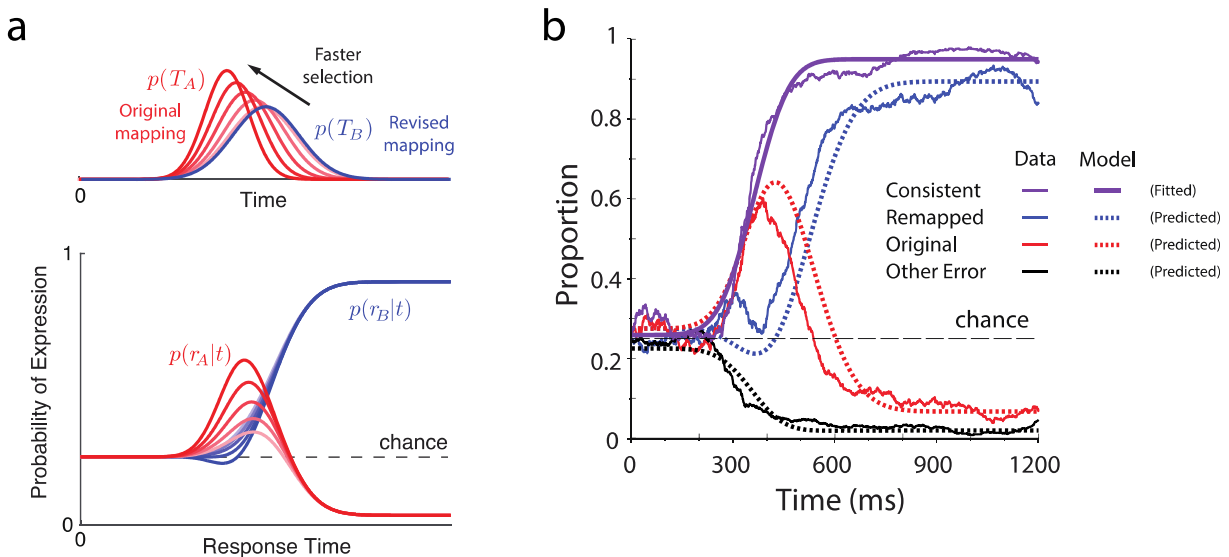 a
Faster
selection
p(T_A)
Original
mapping
p(T_B)
Revised
mapping
0
Time
1
Probability of Expression
p(r_B|t)
p(r_A|t)
chance
0
0
Response Time
b
1
0.8
0.6
0.4
0.2
0
Proportion
Data Model
Consistent (Fitted)
Remapped (Predicted)
Original (Predicted)
Other Error (Predicted)
chance
0 300 600 900 1200
Time (ms)